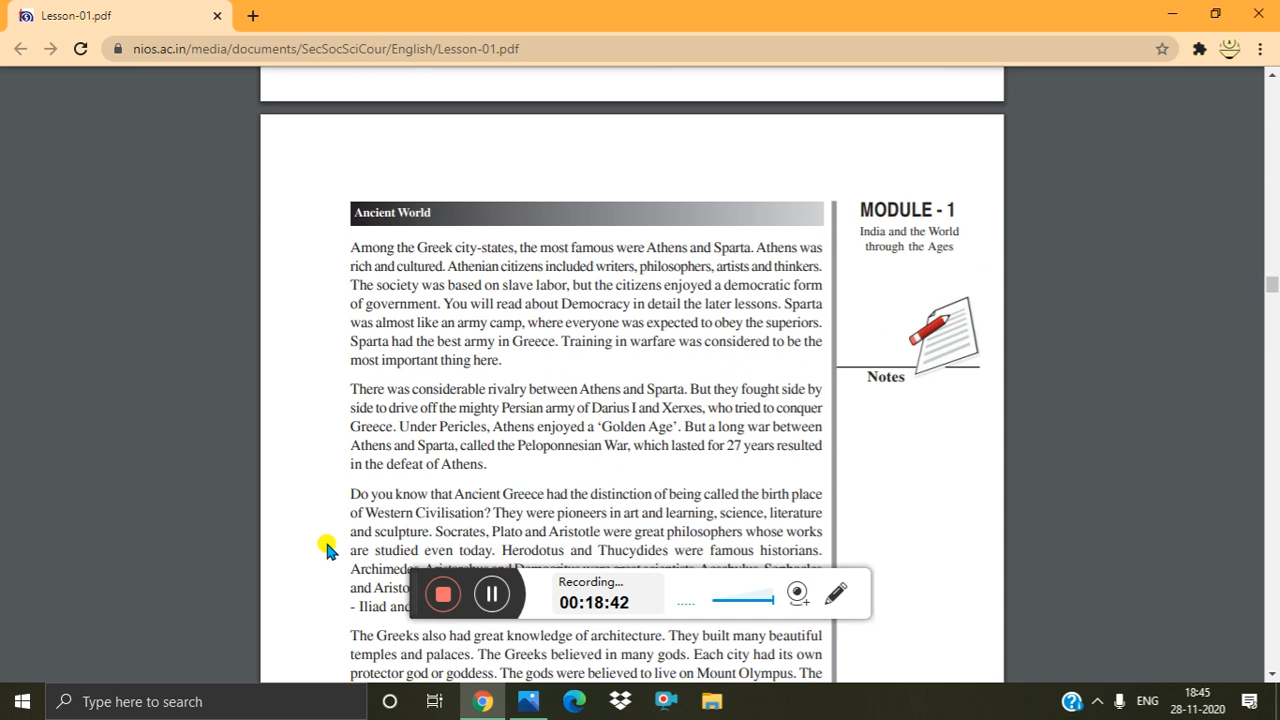 Lesson-01.pdf
nios.ac.in/media/documents/SecSocSciCour/English/Lesson-01.pdf
Ancient World
MODULE - 1
India and the World
through the Ages
Notes
Among the Greek city-states, the most famous were Athens and Sparta. Athens was
rich and cultured. Athenian citizens included writers, philosophers, artists and thinkers.
The society was based on slave labor, but the citizens enjoyed a democratic form
of government. You will read about Democracy in detail the later lessons. Sparta
was almost like an army camp, where everyone was expected to obey the superiors.
Sparta had the best army in Greece. Training in warfare was considered to be the
most important thing here.
There was considerable rivalry between Athens and Sparta. But they fought side by
side to drive off the mighty Persian army of Darius I and Xerxes, who tried to conquer
Greece. Under Pericles, Athens enjoyed a ‘Golden Age’. But a long war between
Athens and Sparta, called the Peloponnesian War, which lasted for 27 years resulted
in the defeat of Athens.
Do you know that Ancient Greece had the distinction of being called the birth place
of Western Civilisation? They were pioneers in art and learning, science, literature
and sculpture. Socrates, Plato and Aristotle were great philosophers whose works
are studied even today. Herodotus and Thucydides were famous historians.
Archimedes
and Aristo
- Iliad and
Recording...
00:18:42
The Greeks also had great knowledge of architecture. They built many beautiful
temples and palaces. The Greeks believed in many gods. Each city had its own
protector god or goddess. The gods were believed to live on Mount Olympus. The
Type here to search
ENG
18:45
28-11-2020